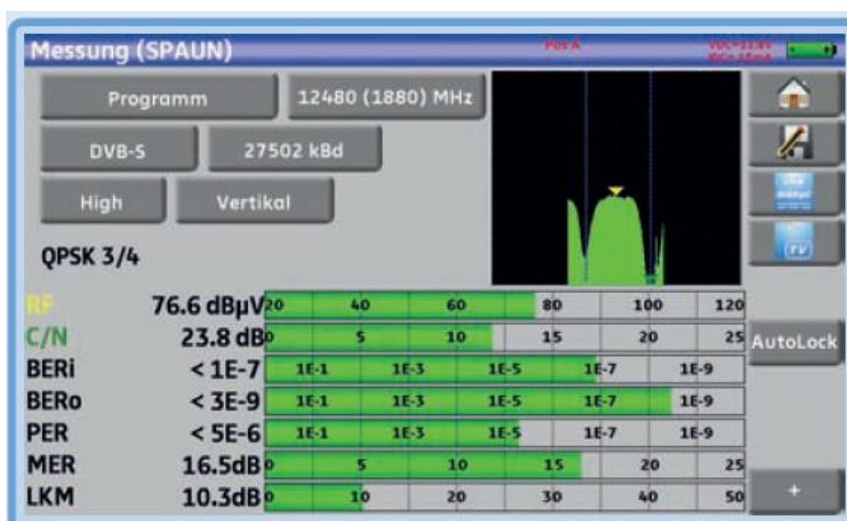 Messung (SPAUN) Pos A
Programm 12480 (1880) MHz
DVB-S 27502 kBd
High Vertikal
QPSK 3/4
RF 76.6 dBµV 20 40 60 80 100 120
C/N 23.8 dB 0 5 10 15 20 25 AutoLock
BERi < 1E-7 1E-1 1E-3 1E-5 1E-7 1E-9
BERo < 3E-9 1E-1 1E-3 1E-5 1E-7 1E-9
PER < 5E-6 1E-1 1E-3 1E-5 1E-7 1E-9
MER 16.5dB 0 5 10 15 20 25
LKM 10.3dB 0 10 20 30 40 50 +
TV